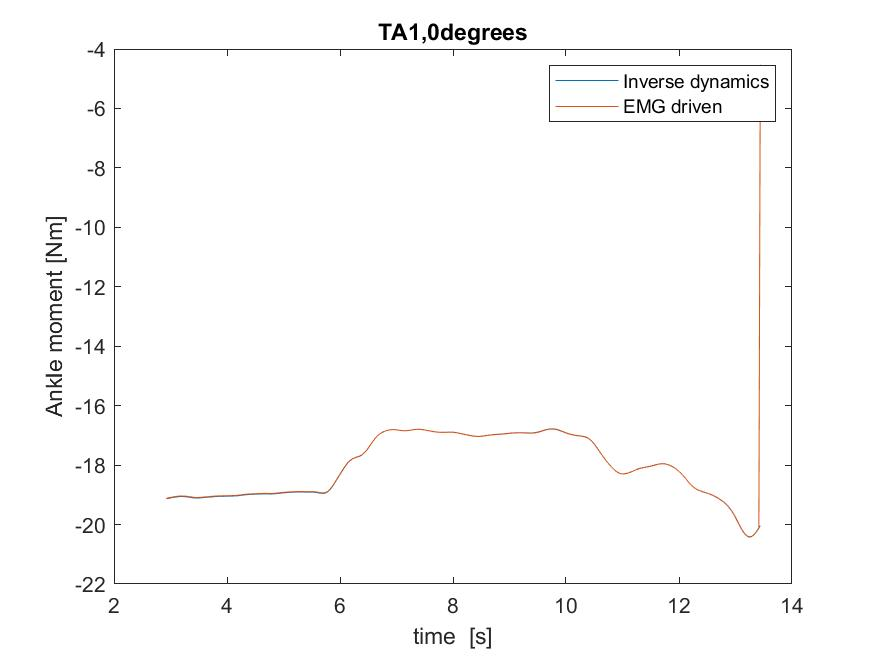 TA1,0degrees
-4
Inverse dynamics
EMG driven
-6
-8
-10
-12
-14
-16
-18
-20
-22
Ankle moment [Nm]
2 4 6 8 10 12 14
time [s]